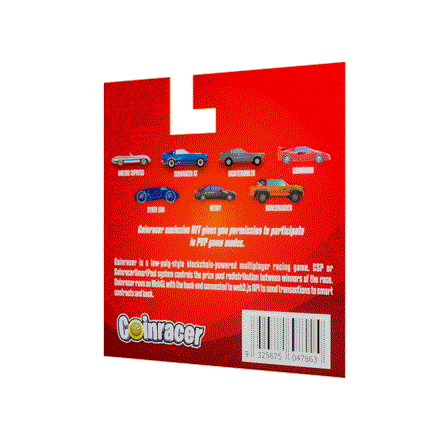 Coinracer exclusive NFT gives you permission to participate
in PVP game modes.
Coinracer is a low-poly-style blockchain-powered multiplayer racing game. CSP or
CoinracerSmartPool system controls the prize pool redistribution between winners of the race.
Coinracer runs on WebGL with the back-end connected to web3.js API to send transactions to smart
contracts and back.
Coinracer
9 325675 047863